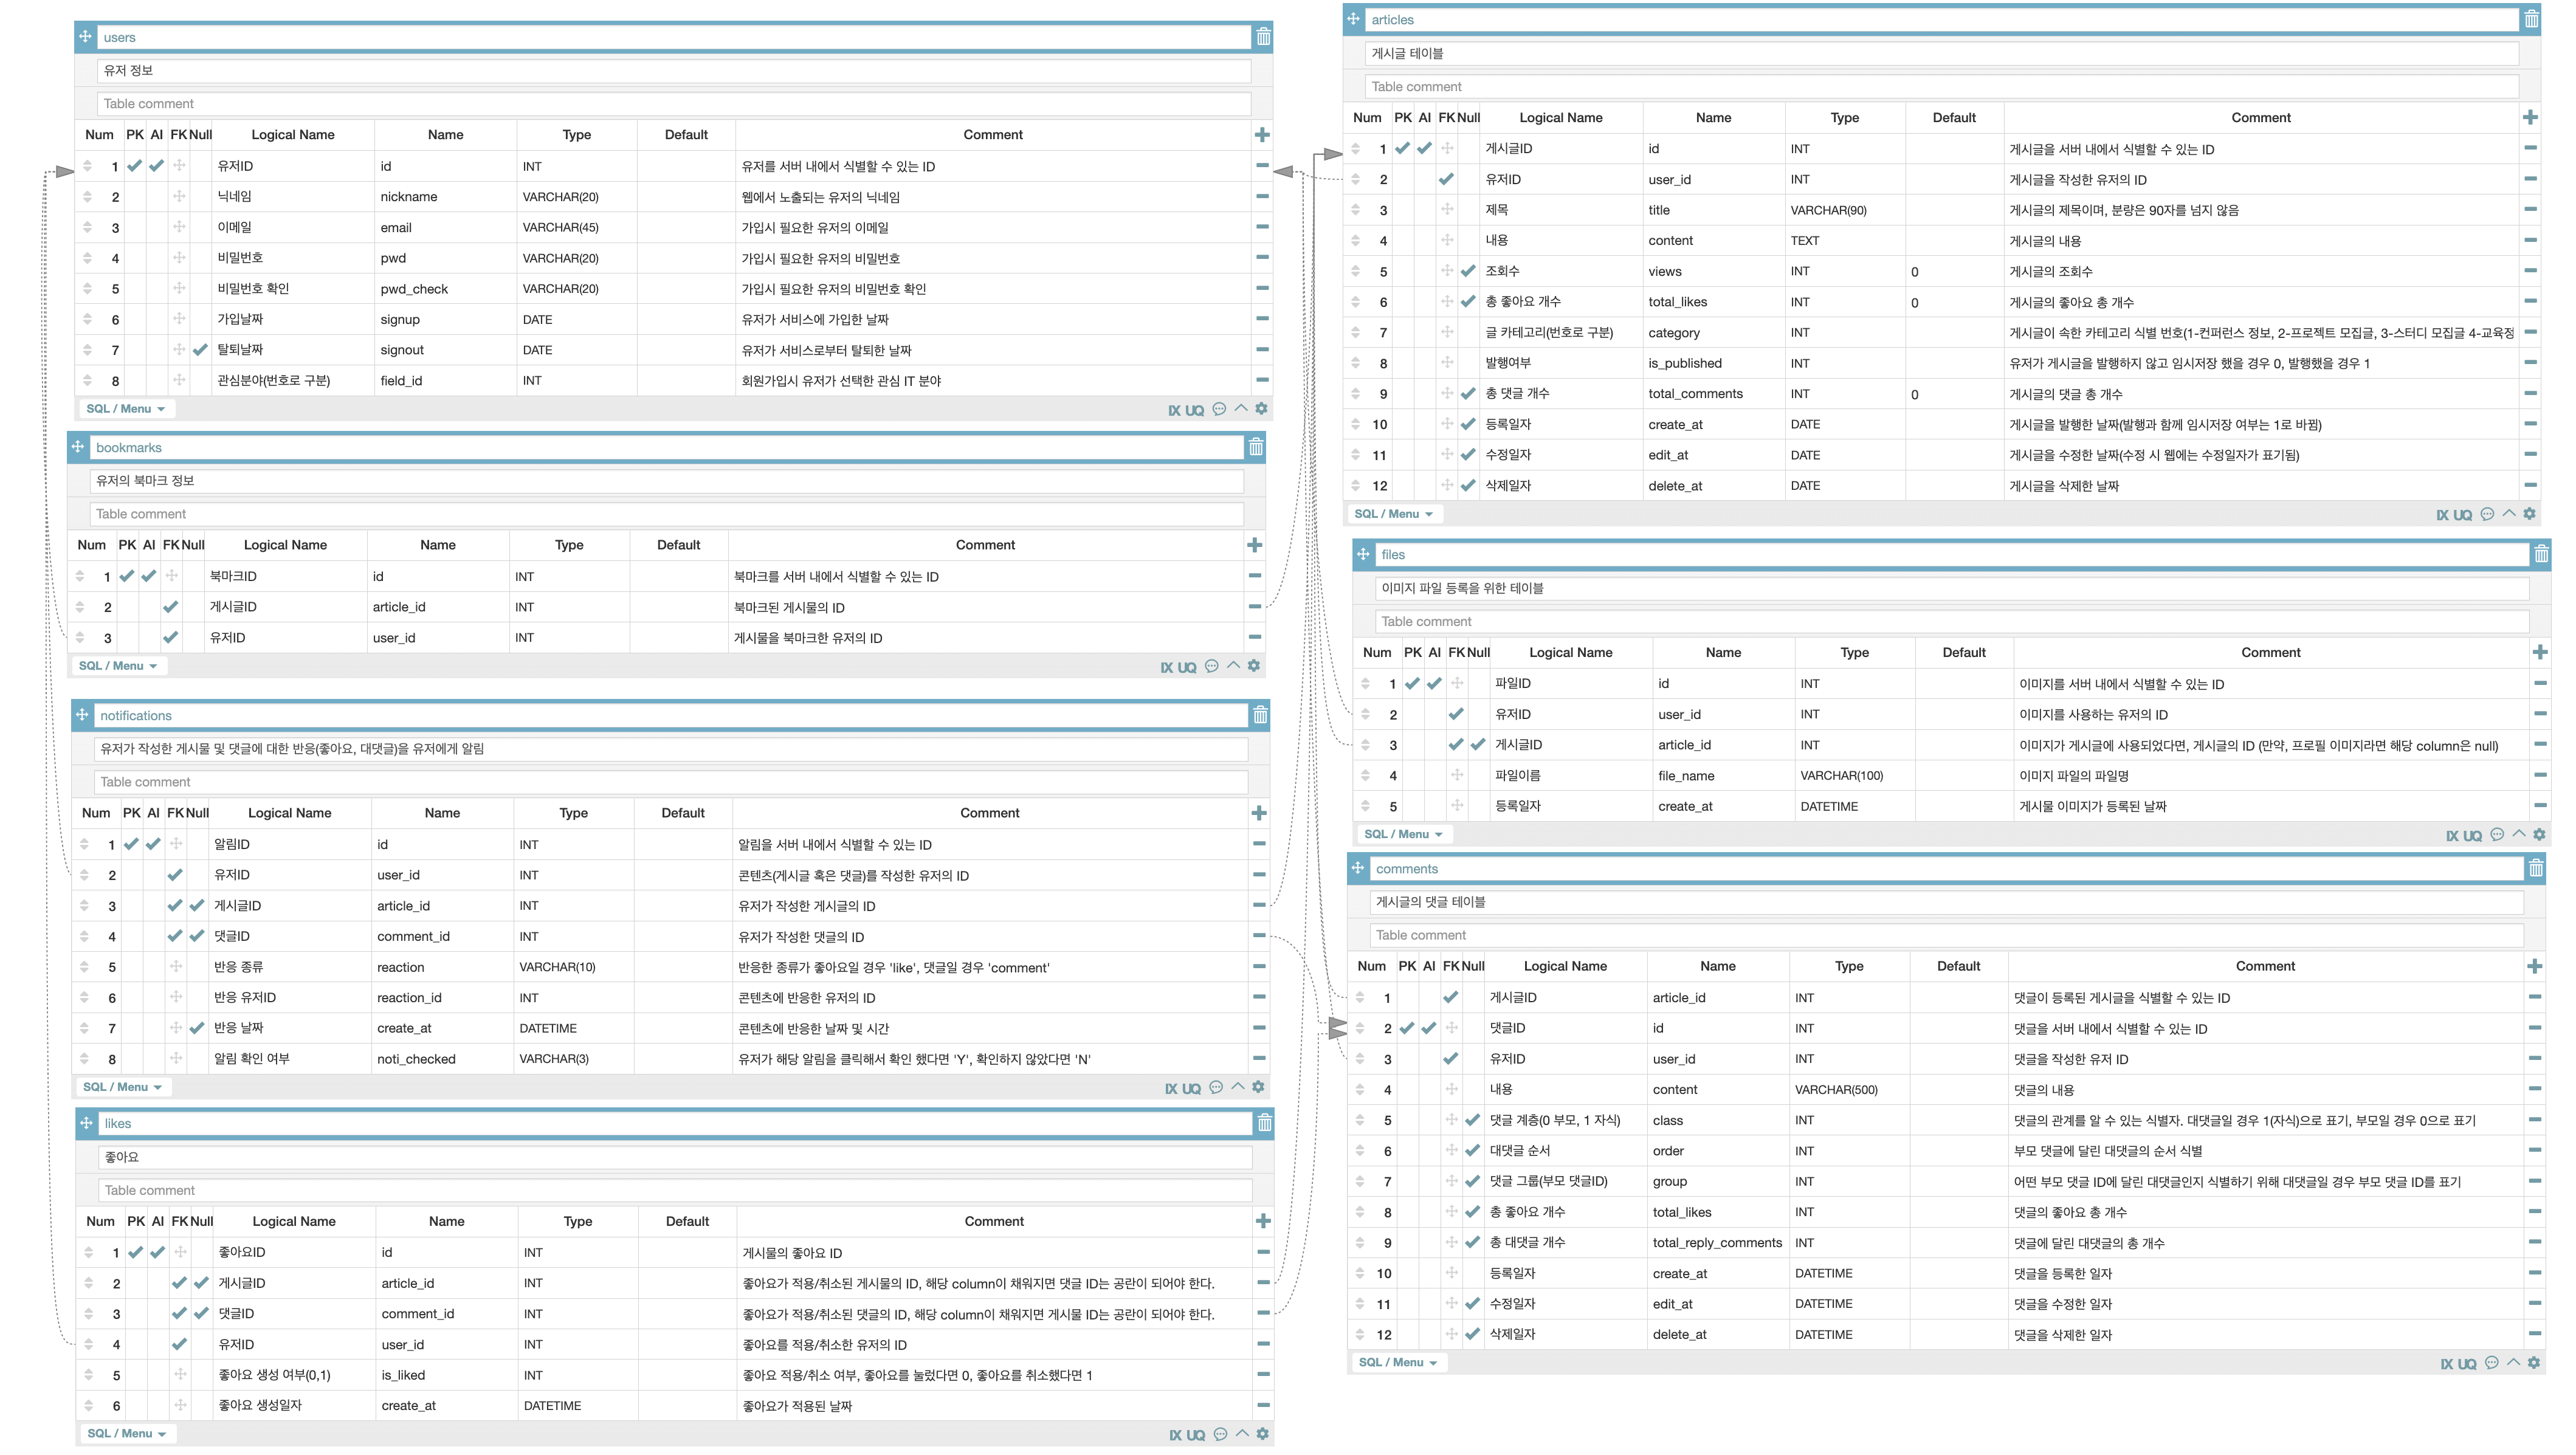 users
유저 정보
Table comment
Num PK AI FK Null Logical Name Name Type Default Comment
1 유저ID id INT 유저를 서버 내에서 식별할 수 있는 ID
2 닉네임 nickname VARCHAR(20) 웹에서 노출되는 유저의 닉네임
3 이메일 email VARCHAR(45) 가입시 필요한 유저의 이메일
4 비밀번호 pwd VARCHAR(20) 가입시 필요한 유저의 비밀번호
5 비밀번호 확인 pwd_check VARCHAR(20) 가입시 필요한 유저의 비밀번호 확인
6 가입날짜 signup DATE 유저가 서비스에 가입한 날짜
7 탈퇴날짜 signout DATE 유저가 서비스로부터 탈퇴한 날짜
8 관심분야(번호로 구분) field_id INT 회원가입시 유저가 선택한 관심 IT 분야
SQL / Menu IX UQ
bookmarks
유저의 북마크 정보
Table comment
Num PK AI FK Null Logical Name Name Type Default Comment
1 북마크ID id INT 북마크를 서버 내에서 식별할 수 있는 ID
2 게시글ID article_id INT 북마크된 게시물의 ID
3 유저ID user_id INT 게시물을 북마크한 유저의 ID
SQL / Menu IX UQ
notifications
유저가 작성한 게시물 및 댓글에 대한 반응(좋아요, 대댓글)을 유저에게 알림
Table comment
Num PK AI FK Null Logical Name Name Type Default Comment
1 알림ID id INT 알림을 서버 내에서 식별할 수 있는 ID
2 유저ID user_id INT 콘텐츠(게시글 혹은 댓글)를 작성한 유저의 ID
3 게시글ID article_id INT 유저가 작성한 게시글의 ID
4 댓글ID comment_id INT 유저가 작성한 댓글의 ID
5 반응 종류 reaction VARCHAR(10) 반응한 종류가 좋아요일 경우 'like', 댓글일 경우 'comment'
6 반응 유저ID reaction_id INT 콘텐츠에 반응한 유저의 ID
7 반응 날짜 create_at DATETIME 콘텐츠에 반응한 날짜 및 시간
8 알림 확인 여부 noti_checked VARCHAR(3) 유저가 해당 알림을 클릭해서 확인 했다면 'Y', 확인하지 않았다면 'N'
SQL / Menu IX UQ
likes
좋아요
Table comment
Num PK AI FK Null Logical Name Name Type Default Comment
1 좋아요ID id INT 게시물의 좋아요 ID
2 게시글ID article_id INT 좋아요가 적용/취소된 게시물의 ID, 해당 column이 채워지면 댓글 ID는 공란이 되어야 한다.
3 댓글ID comment_id INT 좋아요가 적용/취소된 댓글의 ID, 해당 column이 채워지면 게시물 ID는 공란이 되어야 한다.
4 유저ID user_id INT 좋아요를 적용/취소한 유저의 ID
5 좋아요 생성 여부(0,1) is_liked INT 좋아요 적용/취소 여부, 좋아요를 눌렀다면 0, 좋아요를 취소했다면 1
6 좋아요 생성일자 create_at DATETIME 좋아요가 적용된 날짜
SQL / Menu IX UQ
articles
게시글 테이블
Table comment
Num PK AI FK Null Logical Name Name Type Default Comment
1 게시글ID id INT 게시글을 서버 내에서 식별할 수 있는 ID
2 유저ID user_id INT 게시글을 작성한 유저의 ID
3 제목 title VARCHAR(90) 게시글의 제목이며, 분량은 90자를 넘지 않음
4 내용 content TEXT 게시글의 내용
5 조회수 views INT 0 게시글의 조회수
6 총 좋아요 개수 total_likes INT 0 게시글의 좋아요 총 개수
7 글 카테고리(번호로 구분) category INT 게시글이 속한 카테고리 식별 번호(1-컨퍼런스 정보, 2-프로젝트 모집글, 3-스터디 모집글 4-교육정
8 발행여부 is_published INT 유저가 게시글을 발행하지 않고 임시저장 했을 경우 0, 발행했을 경우 1
9 총 댓글 개수 total_comments INT 0 게시글의 댓글 총 개수
10 등록일자 create_at DATE 게시글을 발행한 날짜(발행과 함께 임시저장 여부는 1로 바뀜)
11 수정일자 edit_at DATE 게시글을 수정한 날짜(수정 시 웹에는 수정일자가 표기됨)
12 삭제일자 delete_at DATE 게시글을 삭제한 날짜
SQL / Menu IX UQ
files
이미지 파일 등록을 위한 테이블
Table comment
Num PK AI FK Null Logical Name Name Type Default Comment
1 파일ID id INT 이미지를 서버 내에서 식별할 수 있는 ID
2 유저ID user_id INT 이미지를 사용하는 유저의 ID
3 게시글ID article_id INT 이미지가 게시글에 사용되었다면, 게시글의 ID (만약, 프로필 이미지라면 해당 column은 null)
4 파일이름 file_name VARCHAR(100) 이미지 파일의 파일명
5 등록일자 create_at DATETIME 게시물 이미지가 등록된 날짜
SQL / Menu IX UQ
comments
게시글의 댓글 테이블
Table comment
Num PK AI FK Null Logical Name Name Type Default Comment
1 게시글ID article_id INT 댓글이 등록된 게시글을 식별할 수 있는 ID
2 댓글ID id INT 댓글을 서버 내에서 식별할 수 있는 ID
3 유저ID user_id INT 댓글을 작성한 유저 ID
4 내용 content VARCHAR(500) 댓글의 내용
5 댓글 계층(0 부모, 1 자식) class INT 댓글의 관계를 알 수 있는 식별자. 대댓글일 경우 1(자식)으로 표기, 부모일 경우 0으로 표기
6 대댓글 순서 order INT 부모 댓글에 달린 대댓글의 순서 식별
7 댓글 그룹(부모 댓글ID) group INT 어떤 부모 댓글 ID에 달린 대댓글인지 식별하기 위해 대댓글일 경우 부모 댓글 ID를 표기
8 총 좋아요 개수 total_likes INT 댓글의 좋아요 총 개수
9 총 대댓글 개수 total_reply_comments INT 댓글에 달린 대댓글의 총 개수
10 등록일자 create_at DATETIME 댓글을 등록한 일자
11 수정일자 edit_at DATETIME 댓글을 수정한 일자
12 삭제일자 delete_at DATETIME 댓글을 삭제한 일자
SQL / Menu IX UQ